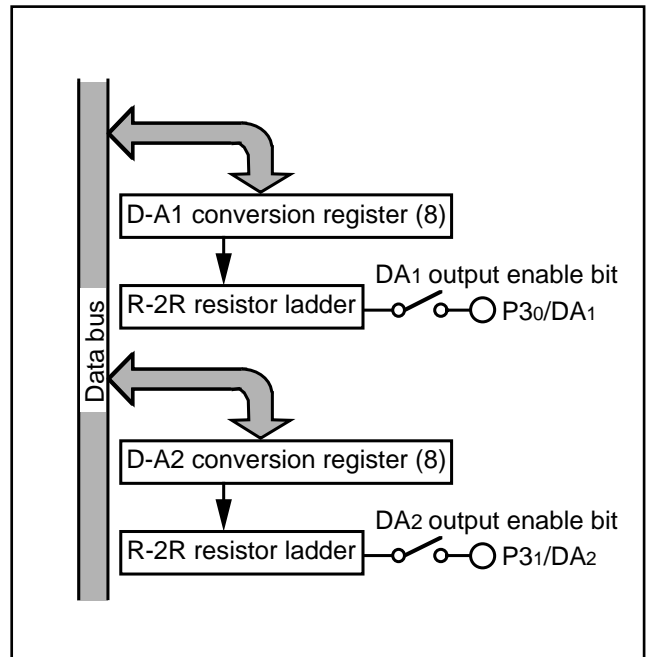 D-A1 conversion register (8)
DA1 output enable bit
R-2R resistor ladder
P30/DA1
Data bus
D-A2 conversion register (8)
DA2 output enable bit
R-2R resistor ladder
P31/DA2